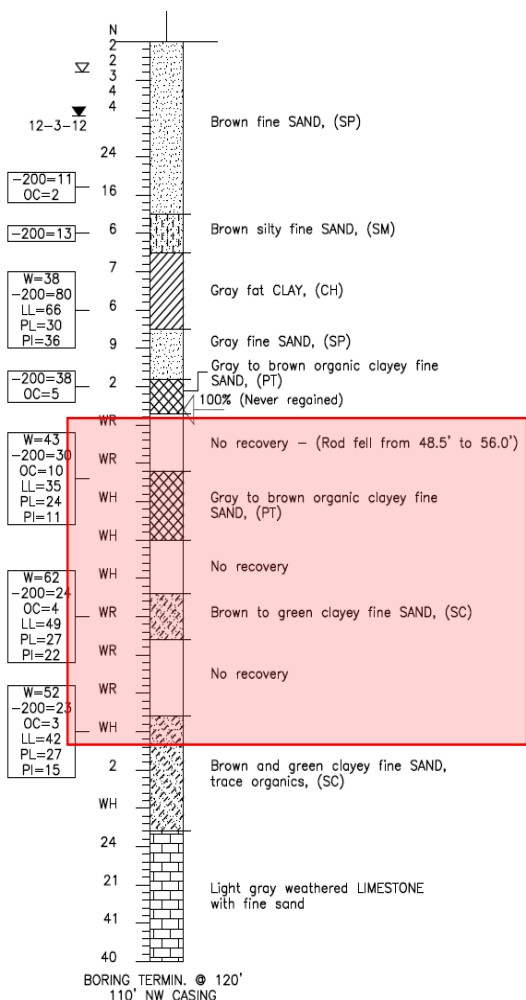 N
2
2
3
4
4
12-3-12
Brown fine SAND, (SP)
24
-200=11
OC=2
16
-200=13
6
Brown silty fine SAND, (SM)
7
W=38
-200=80
LL=66
PL=30
PI=36
6
Gray fat CLAY, (CH)
9
Gray fine SAND, (SP)
Gray to brown organic clayey fine
SAND, (PT)
-200=38
OC=5
2
100% (Never regained)
WR
No recovery - (Rod fell from 48.5' to 56.0')
W=43
-200=30
OC=10
LL=35
PL=24
PI=11
WR
WH
Gray to brown organic clayey fine
SAND, (PT)
WH
No recovery
WH
W=62
-200=24
OC=4
LL=49
PL=27
PI=22
WR
Brown to green clayey fine SAND, (SC)
WR
No recovery
WR
W=52
-200=23
OC=3
LL=42
PL=27
PI=15
WH
2
Brown and green clayey fine SAND,
trace organics, (SC)
WH
24
21
Light gray weathered LIMESTONE
with fine sand
41
40
BORING TERMIN. @ 120'
110' NW CASING